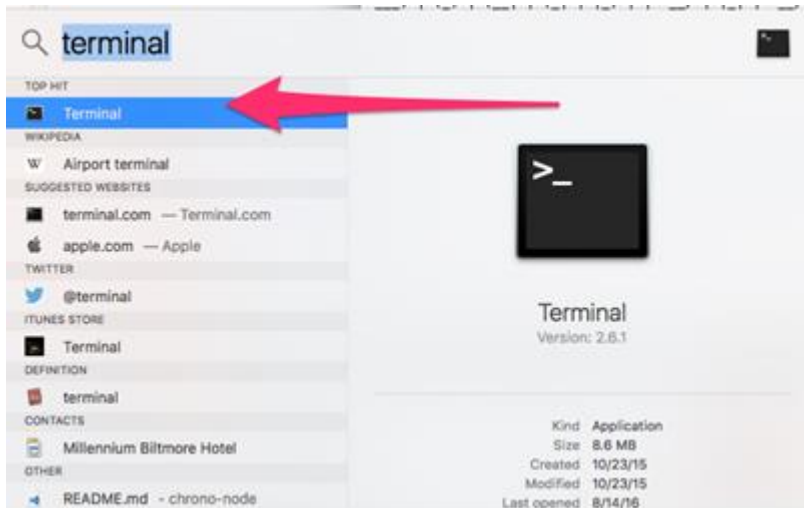 terminal
TOP HIT
Terminal
WIKIPEDIA
W Airport terminal
SUGGESTED WEBSITES
terminal.com — Terminal.com
apple.com — Apple
TWITTER
@terminal
ITUNES STORE
Terminal
DEFINITION
terminal
CONTACTS
Millennium Biltmore Hotel
OTHER
README.md - chrono-node
>_
Terminal
Version: 2.6.1
Kind Application
Size 8.6 MB
Created 10/23/15
Modified 10/23/15
Last opened 8/14/16